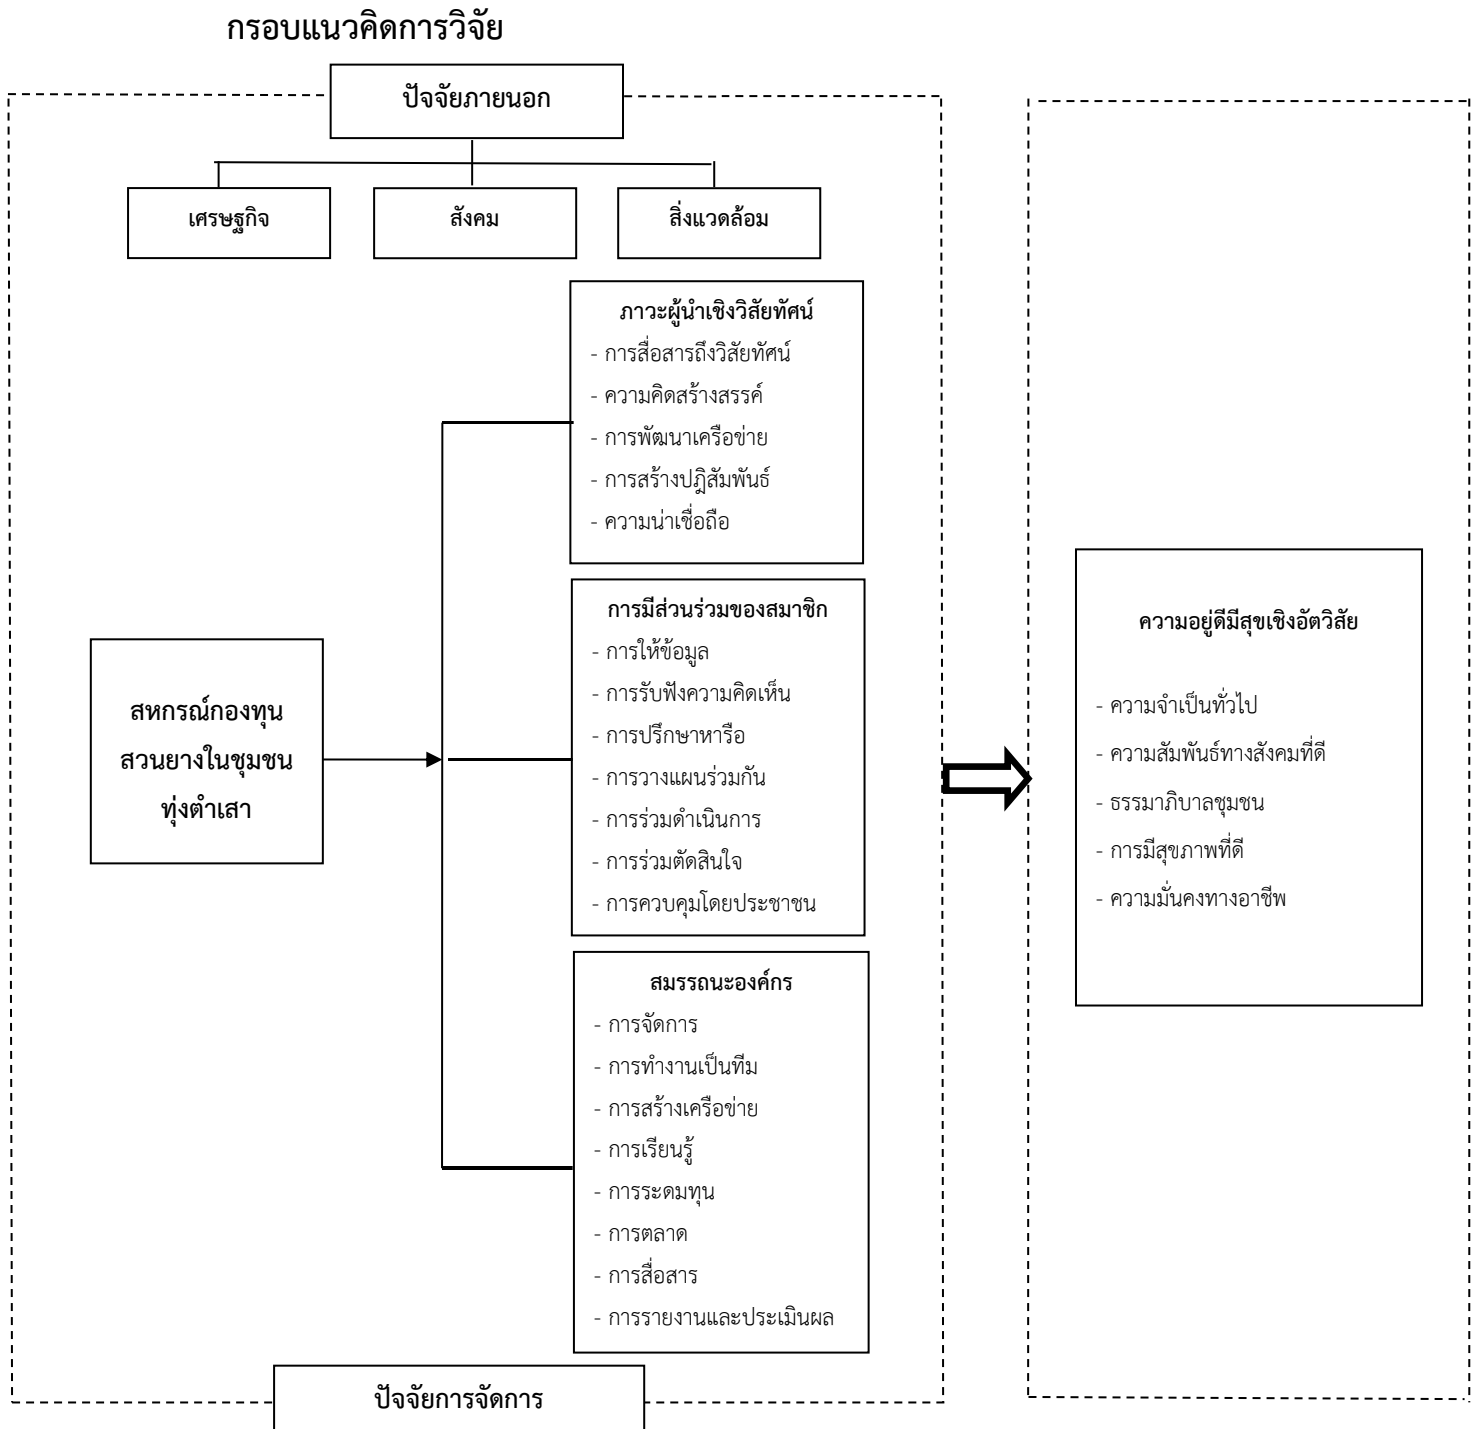 กรอบแนวคิดการวิจัย
ปัจจัยภายนอก
เศรษฐกิจ
สังคม
สิ่งแวดล้อม
ภาวะผู้นำเชิงวิสัยทัศน์
- การสื่อสารถึงวิสัยทัศน์
- ความคิดสร้างสรรค์
- การพัฒนาเครือข่าย
- การสร้างปฏิสัมพันธ์
- ความน่าเชื่อถือ
สหกรณ์กองทุน
สวนยางในชุมชน
ทุ่งตำเสา
การมีส่วนร่วมของสมาชิก
- การให้ข้อมูล
- การรับฟังความคิดเห็น
- การปรึกษาหารือ
- การวางแผนร่วมกัน
- การร่วมดำเนินการ
- การร่วมตัดสินใจ
- การควบคุมโดยประชาชน
สมรรถนะองค์กร
- การจัดการ
- การทำงานเป็นทีม
- การสร้างเครือข่าย
- การเรียนรู้
- การระดมทุน
- การตลาด
- การสื่อสาร
- การรายงานและประเมินผล
ปัจจัยการจัดการ
ความอยู่ดีมีสุขเชิงอัตวิสัย
- ความจำเป็นทั่วไป
- ความสัมพันธ์ทางสังคมที่ดี
- ธรรมาภิบาลชุมชน
- การมีสุขภาพที่ดี
- ความมั่นคงทางอาชีพ